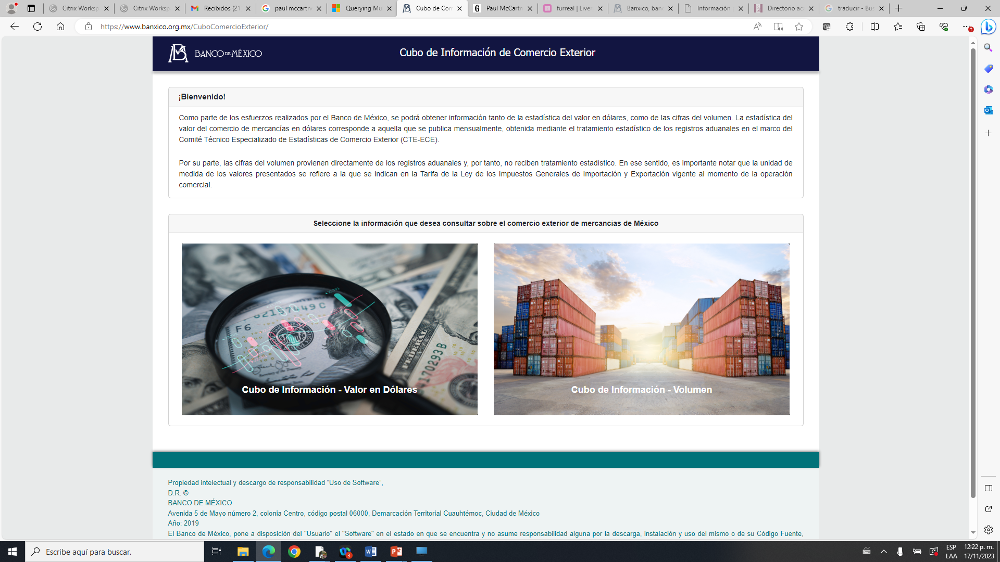 Citrix Worksp
Citrix Worksp
Recibidos (21
paul mccartn
Querying Mu
Cubo de Com
Paul McCartn
furreal | Liver
Banxico, banc
Información p
Directorio ac
traducir - Bus
https://www.banxico.org.mx/CuboComercioExterior/
BANCO DE MÉXICO
Cubo de Información de Comercio Exterior
¡Bienvenido!
Como parte de los esfuerzos realizados por el Banco de México, se podrá obtener información tanto de la estadística del valor en dólares, como de las cifras del volumen. La estadística del
valor del comercio de mercancías en dólares corresponde a aquella que se publica mensualmente, obtenida mediante el tratamiento estadístico de los registros aduanales en el marco del
Comité Técnico Especializado de Estadísticas de Comercio Exterior (CTE-ECE).
Por su parte, las cifras del volumen provienen directamente de los registros aduanales y, por tanto, no reciben tratamiento estadístico. En ese sentido, es importante notar que la unidad de
medida de los valores presentados se refiere a la que se indican en la Tarifa de la Ley de los Impuestos Generales de Importación y Exportación vigente al momento de la operación
comercial.
Seleccione la información que desea consultar sobre el comercio exterior de mercancias de México
F6
FEDERAL
Cubo de Información - Valor en Dólares
Cubo de Información - Volumen
Propiedad intelectual y descargo de responsabilidad “Uso de Software”,
D.R. ©
BANCO DE MÉXICO
Avenida 5 de Mayo número 2, colonia Centro, código postal 06000, Demarcación Territorial Cuauhtémoc, Ciudad de México
Año: 2019
El Banco de México, pone a disposición del "Usuario" el "Software" en el estado en que se encuentra y no asume responsabilidad alguna por la descarga, instalación y uso del mismo o de su Código Fuente,
Escribe aquí para buscar.
3
ESP
LAA
12:22 p. m.
17/11/2023